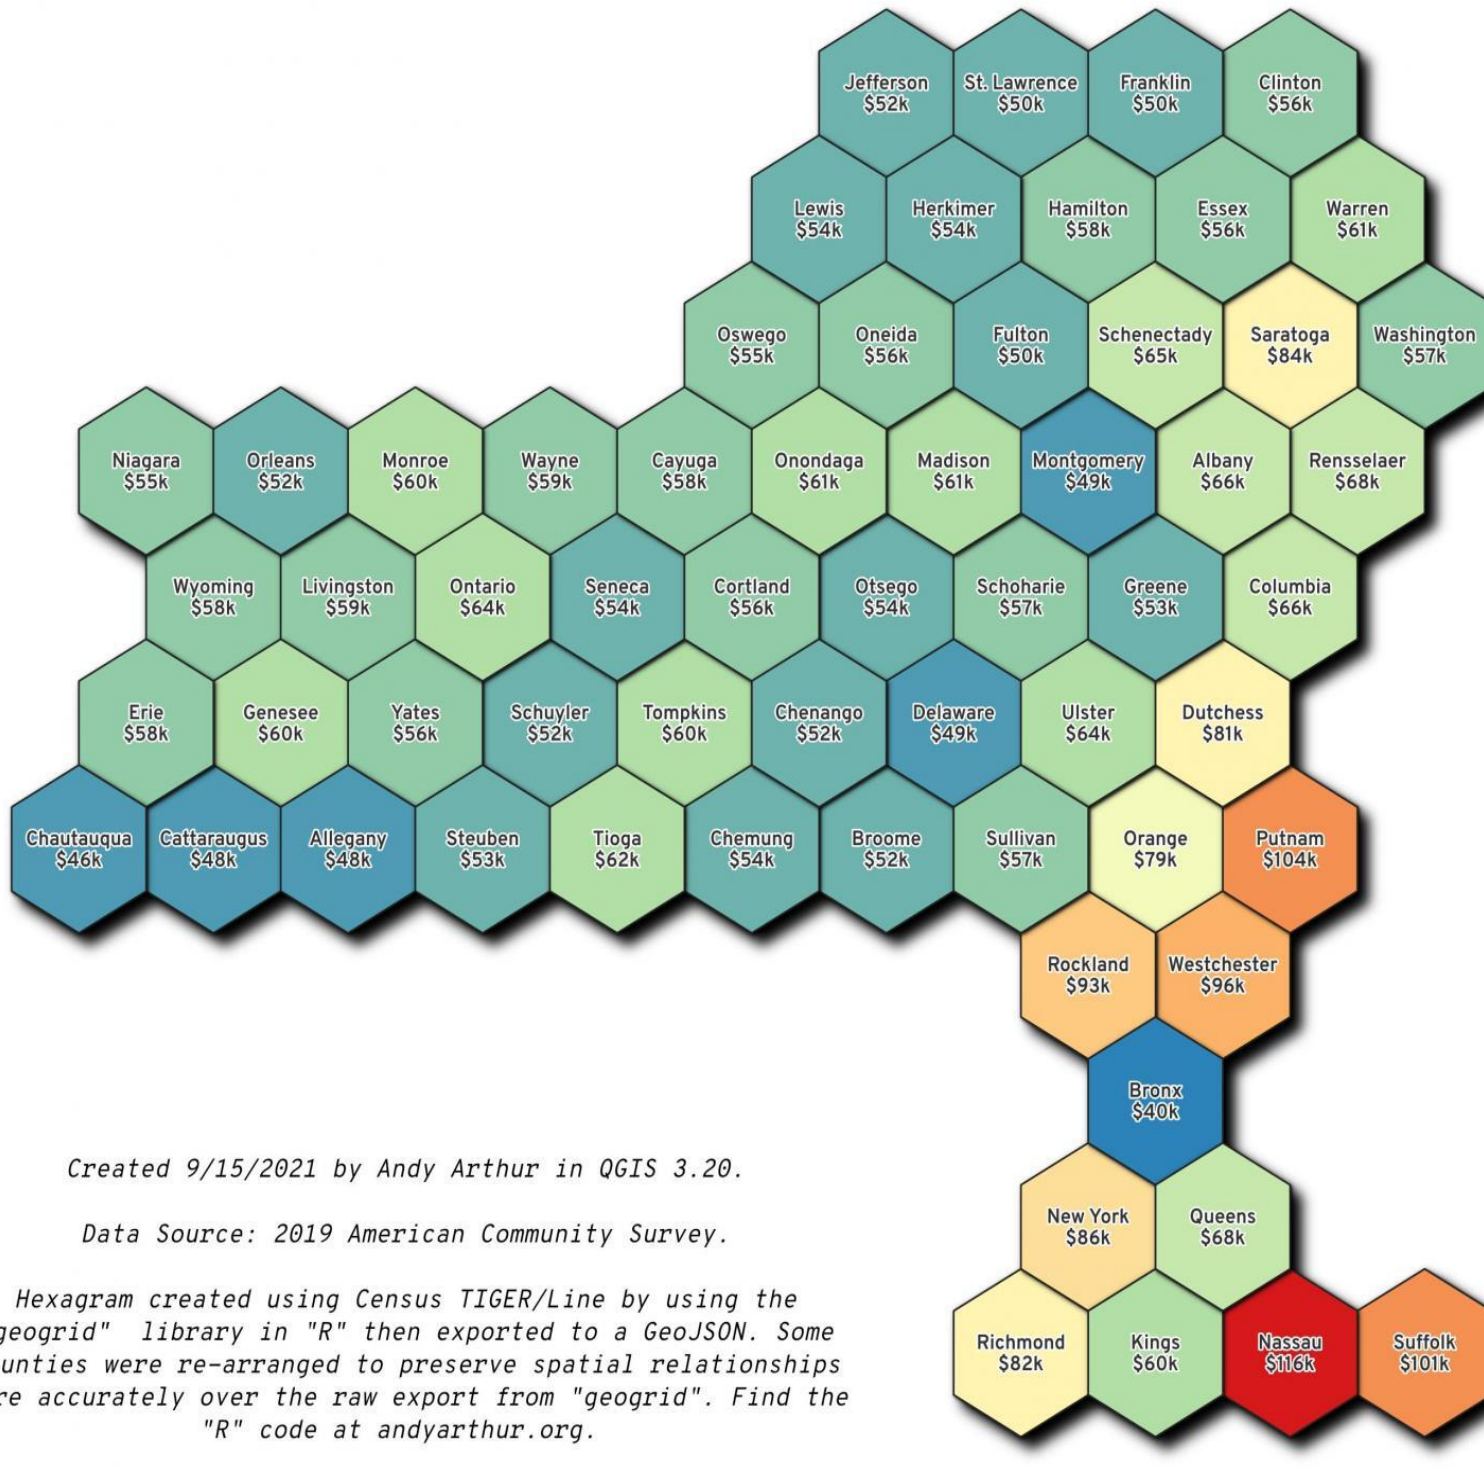 Jefferson
$52k
St. Lawrence
$50k
Franklin
$50k
Clinton
$56k
Lewis
$54k
Herkimer
$54k
Hamilton
$58k
Essex
$56k
Warren
$61k
Oswego
$55k
Oneida
$56k
Fulton
$50k
Schenectady
$65k
Saratoga
$84k
Washington
$57k
Niagara
$55k
Orleans
$52k
Monroe
$60k
Wayne
$59k
Cayuga
$58k
Onondaga
$61k
Madison
$61k
Montgomery
$49k
Albany
$66k
Rensselaer
$68k
Wyoming
$58k
Livingston
$59k
Ontario
$64k
Seneca
$54k
Cortland
$56k
Otsego
$54k
Schoharie
$57k
Greene
$53k
Columbia
$66k
Erie
$58k
Genesee
$60k
Yates
$56k
Schuyler
$52k
Tompkins
$60k
Chenango
$52k
Delaware
$49k
Ulster
$64k
Dutchess
$81k
Chautauqua
$46k
Cattaraugus
$48k
Allegany
$48k
Steuben
$53k
Tioga
$62k
Chemung
$54k
Broome
$52k
Sullivan
$57k
Orange
$79k
Putnam
$104k
Rockland
$93k
Westchester
$96k
Bronx
$40k
New York
$86k
Queens
$68k
Richmond
$82k
Kings
$60k
Nassau
$116k
Suffolk
$101k
Created 9/15/2021 by Andy Arthur in QGIS 3.20.
Data Source: 2019 American Community Survey.
Hexagram created using Census TIGER/Line by using the
geogrid" library in "R" then exported to a GeoJSON. Some
unties were re-arranged to preserve spatial relationships
re accurately over the raw export from "geogrid". Find the
"R" code at andyarthur.org.